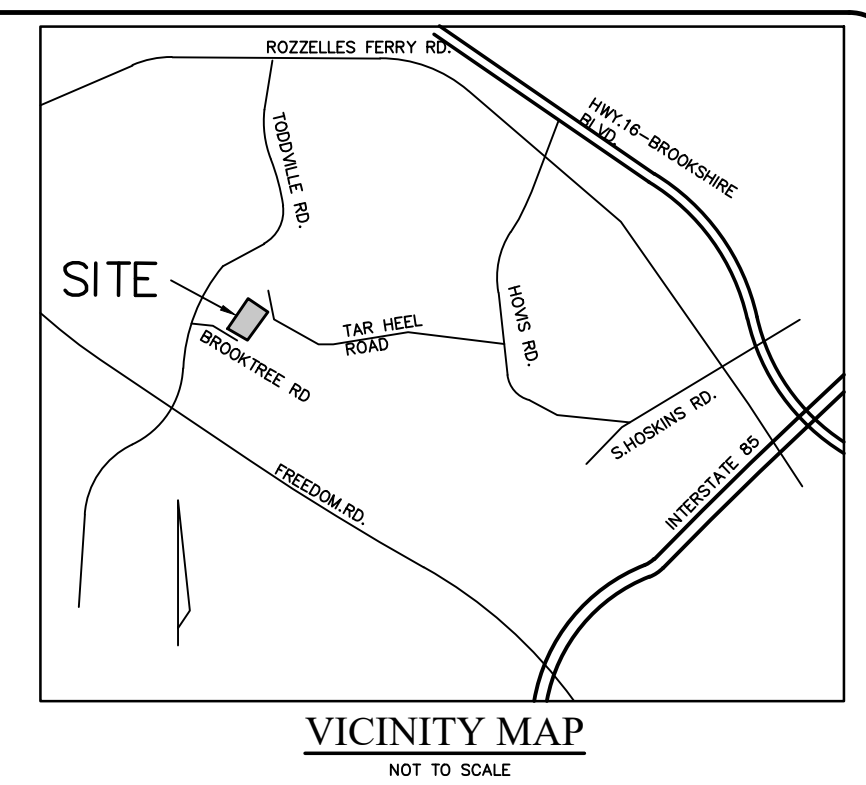 ROZZELLES FERRY RD.
HWY.16-BROOKSHIRE
BLVD.
TODDVILLE RD.
SITE
HOVIS RD.
TAR HEEL
ROAD
BROOKTREE RD
S.HOSKINS RD.
INTERSTATE 85
FREEDOM.RD.
VICINITY MAP
NOT TO SCALE